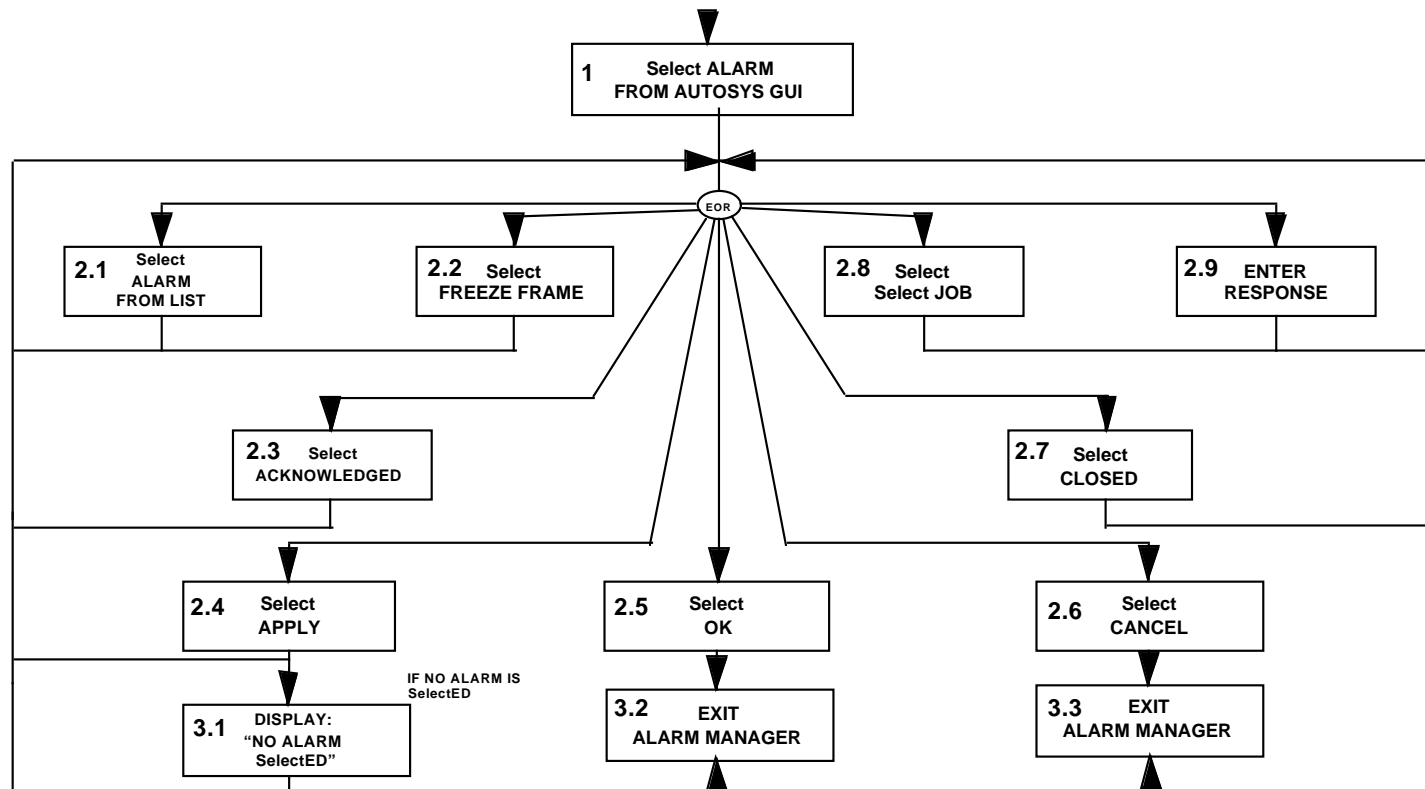 1 Select ALARM
FROM AUTOSYS GUI
EOR
2.1 Select
ALARM
FROM LIST
2.2 Select
FREEZE FRAME
2.8 Select
Select JOB
2.9 ENTER
RESPONSE
2.3 Select
ACKNOWLEDGED
2.7 Select
CLOSED
2.4 Select
APPLY
2.5 Select
OK
2.6 Select
CANCEL
IF NO ALARM IS
SelectED
3.1 DISPLAY:
“NO ALARM
SelectED”
3.2 EXIT
ALARM MANAGER
3.3 EXIT
ALARM MANAGER